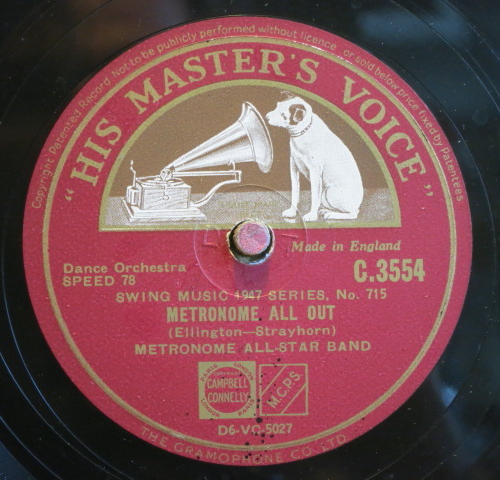 Copyright Patented Record Not to be publicly performed without licence, or sold below price fixed by Patentees
"HIS MASTER'S VOICE"
Made in England
Dance Orchestra
C.3554
SPEED 78
SWING MUSIC 1947 SERIES, No. 715
METRONOME ALL OUT
(Ellington—Strayhorn)
METRONOME ALL-STAR BAND
CAMPBELL
CONNELLY
M.C.P.S.
D6-VC-5027
THE GRAMOPHONE CO. LTD.